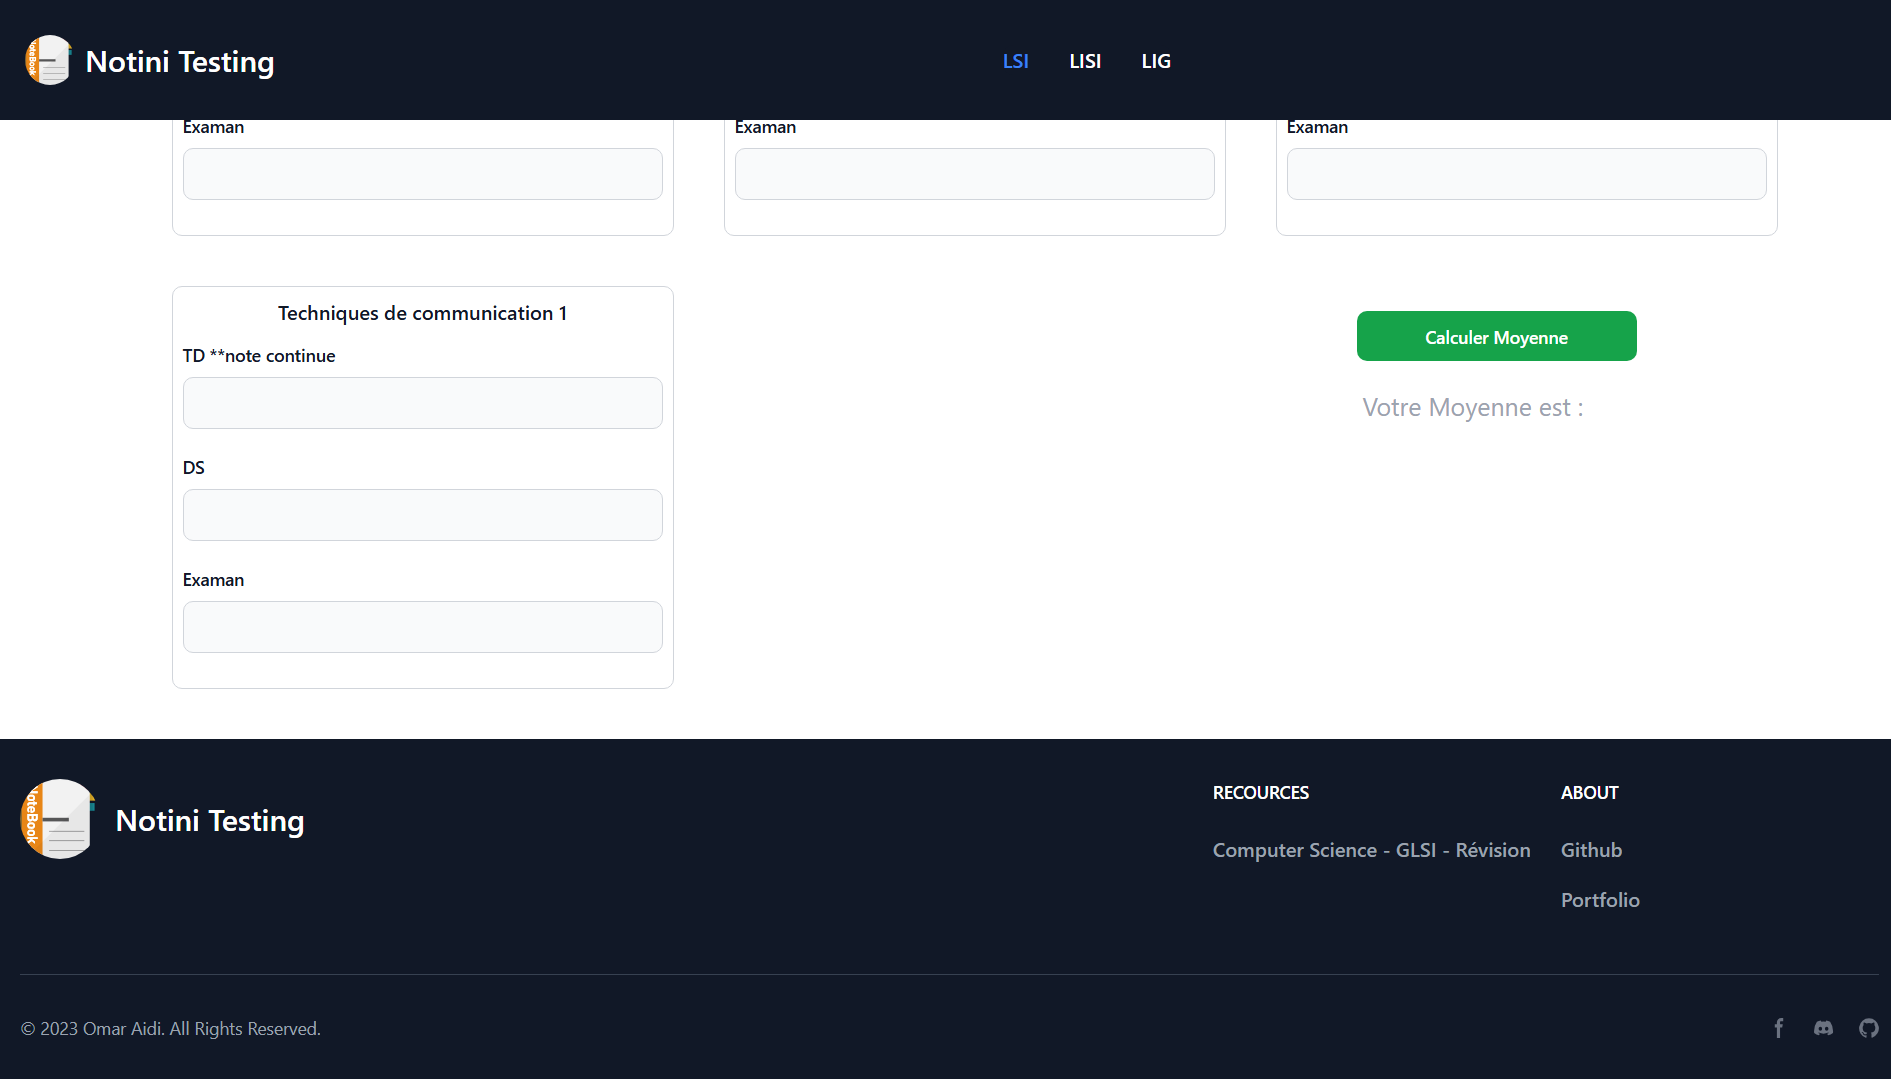 NoteBook
Notini Testing
LSI LISI LIG
Examan Examan Examan
Techniques de communication 1
TD **note continue
Calculer Moyenne
Votre Moyenne est :
DS
Examan
NoteBook
Notini Testing
RECOURCES
Computer Science - GLSI - Révision
ABOUT
Github
Portfolio
© 2023 Omar Aidi. All Rights Reserved.